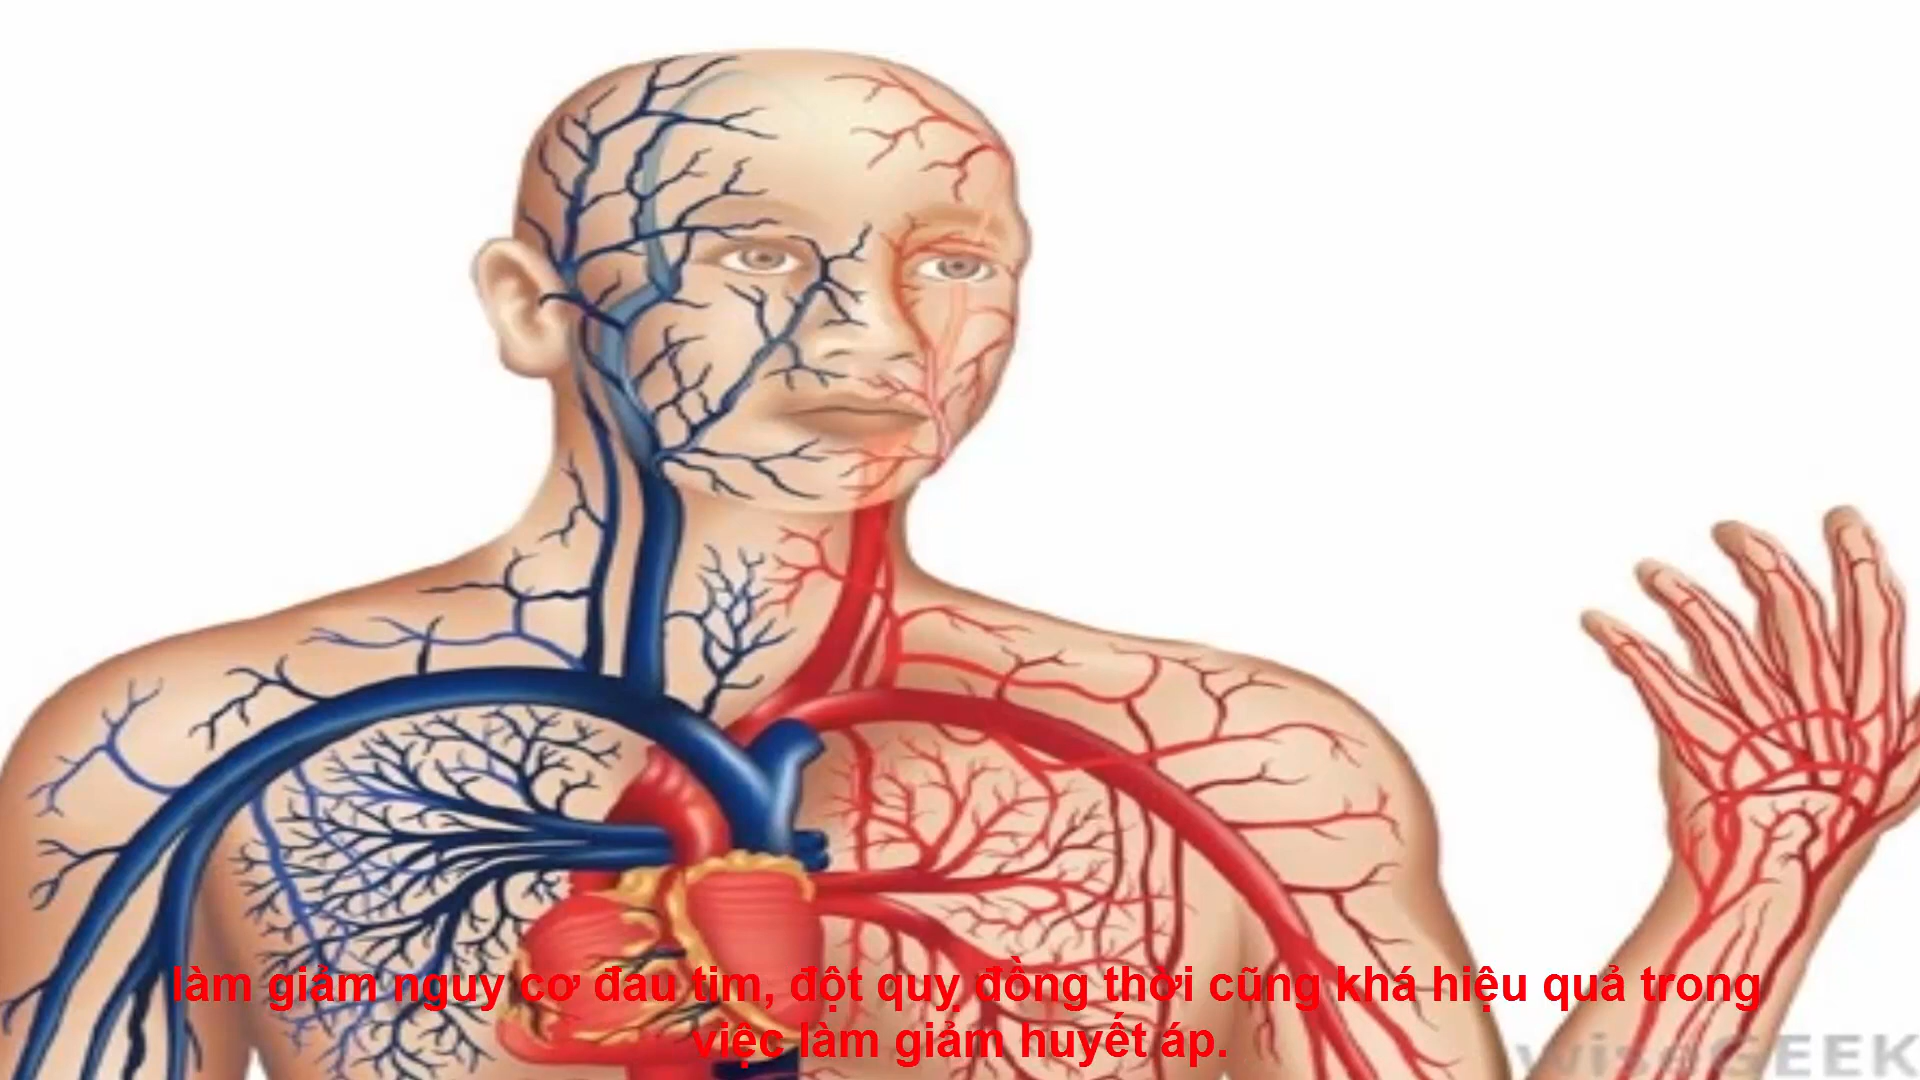 làm giảm nguy cơ đau tim, đột quỵ đồng thời cũng khá hiệu quả trong
việc làm giảm huyết áp.
wiseGEEK